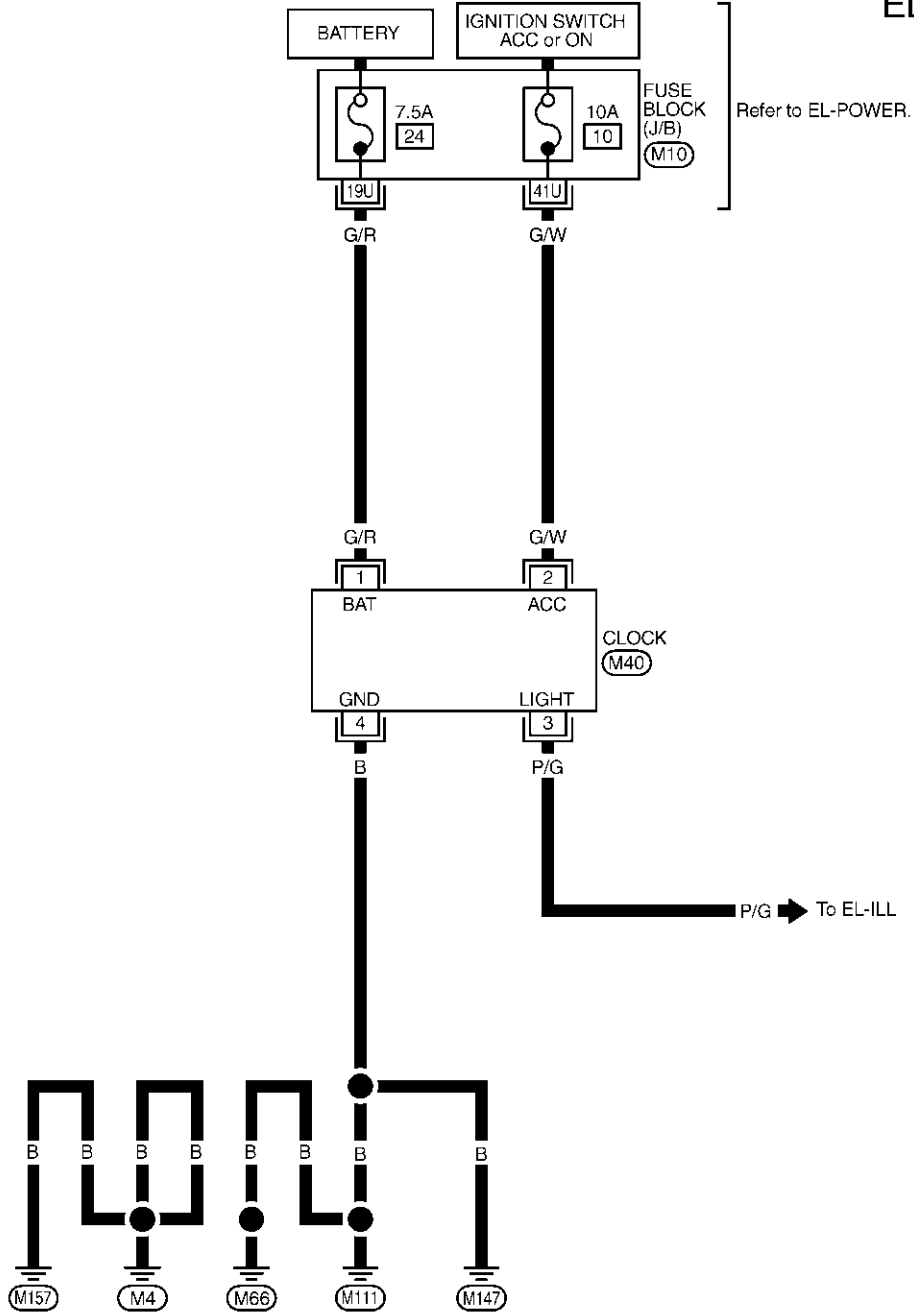 EL
BATTERY
IGNITION SWITCH
ACC or ON
7.5A
24
10A
10
FUSE
BLOCK
(J/B)
M10
Refer to EL-POWER.
19U
41U
G/R
G/W
G/R
G/W
1
2
BAT
ACC
CLOCK
M40
GND
LIGHT
4
3
B
P/G
P/G
To EL-ILL
B
B
B
B
B
B
B
B
M157
M4
M66
M111
M147